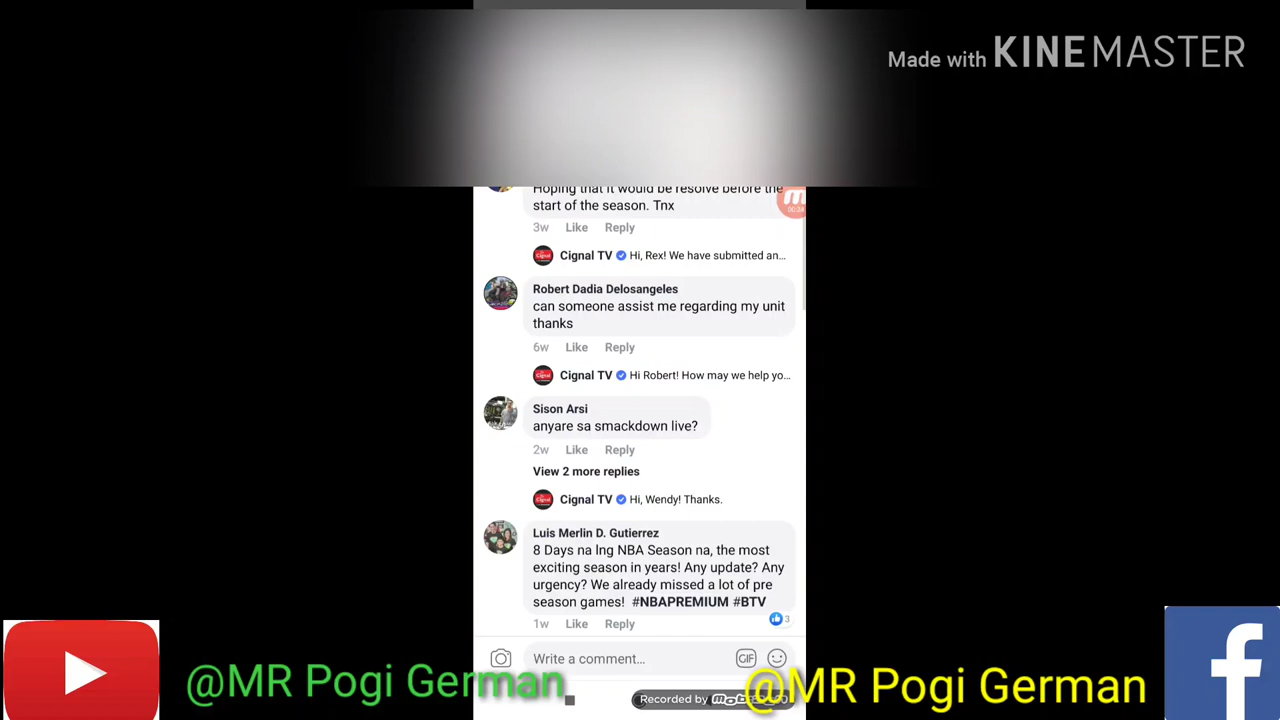 Made with KINEMASTER
Hoping that it would be resolve before the
start of the season. Tnx
00:24
3w Like Reply
Cignal TV Hi, Rex! We have submitted an…
Robert Dadia Delosangeles
can someone assist me regarding my unit
thanks
6w Like Reply
Cignal TV Hi Robert! How may we help yo…
Sison Arsi
anyare sa smackdown live?
2w Like Reply
View 2 more replies
Cignal TV Hi, Wendy! Thanks.
Luis Merlin D. Gutierrez
8 Days na lng NBA Season na, the most
exciting season in years! Any update? Any
urgency? We already missed a lot of pre
season games! #NBAPREMIUM #BTV
3
1w Like Reply
Write a comment… GIF
@MR Pogi German
Recorded by
@MR Pogi German